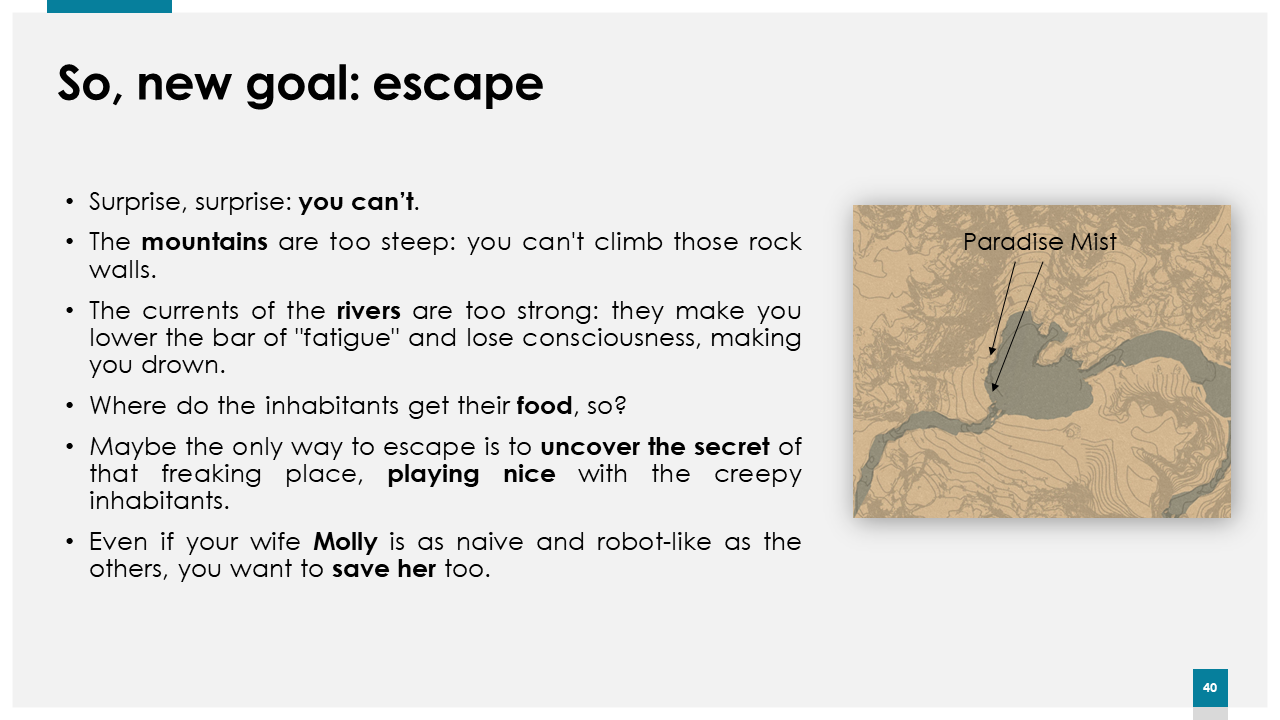 So, new goal: escape
• Surprise, surprise: you can’t.
• The mountains are too steep: you can't climb those rock
walls.
• The currents of the rivers are too strong: they make you
lower the bar of "fatigue" and lose consciousness, making
you drown.
• Where do the inhabitants get their food, so?
• Maybe the only way to escape is to uncover the secret of
that freaking place, playing nice with the creepy
inhabitants.
• Even if your wife Molly is as naive and robot-like as the
others, you want to save her too.
Paradise Mist
40